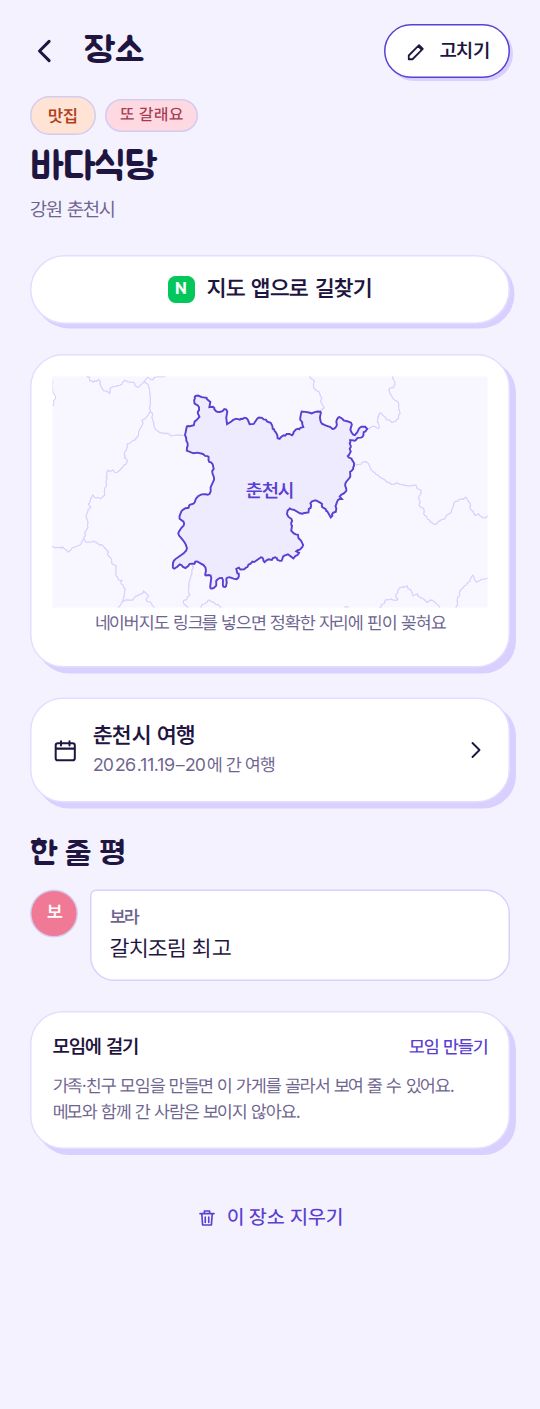 장소
고치기
맛집
또 갈래요
바다식당
강원 춘천시
N 지도 앱으로 길찾기
춘천시
네이버지도 링크를 넣으면 정확한 자리에 핀이 꽂혀요
춘천시 여행
2026.11.19–20에 간 여행
한 줄 평
보
보라
갈치조림 최고
모임에 걸기
모임 만들기
가족·친구 모임을 만들면 이 가게를 골라서 보여 줄 수 있어요.
메모와 함께 간 사람은 보이지 않아요.
이 장소 지우기